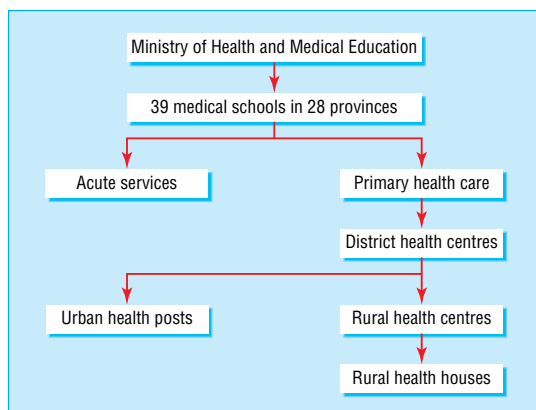 Ministry of Health and Medical Education
39 medical schools in 28 provinces
Acute services
Primary health care
District health centres
Urban health posts
Rural health centres
Rural health houses